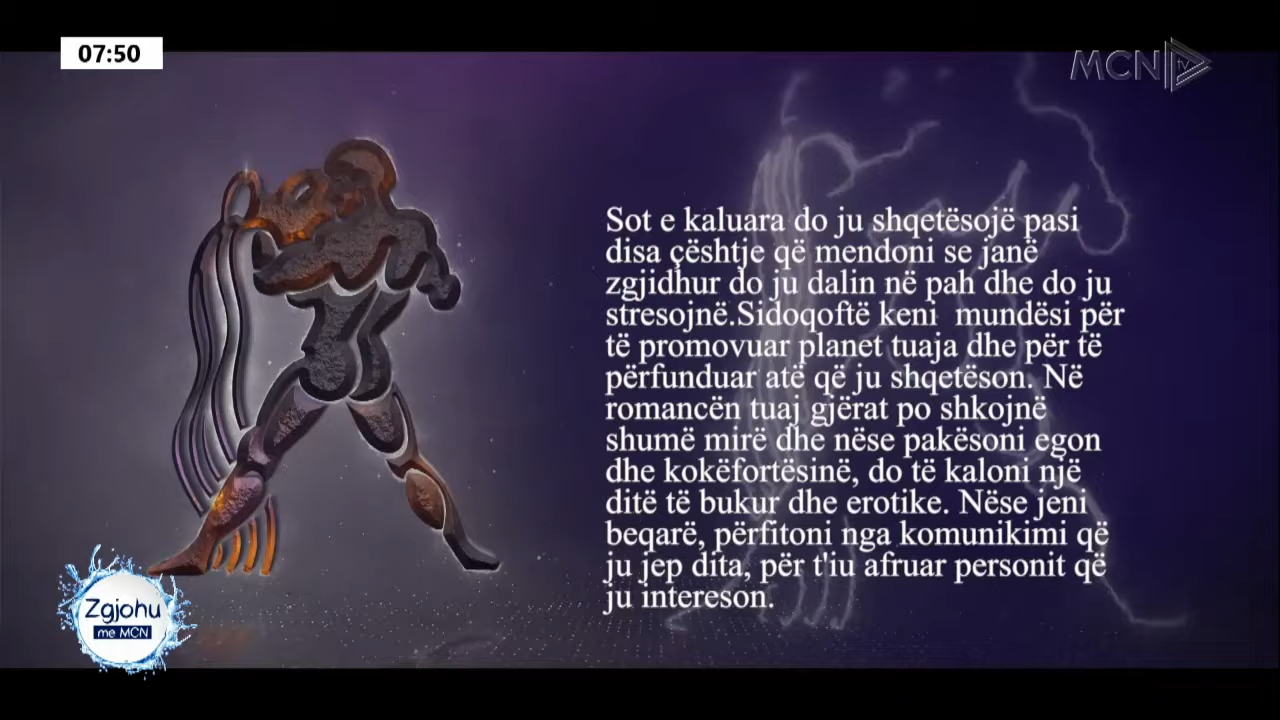 07:50
MCN TV
Sot e kaluara do ju shqetësojë pasi
disa çështje që mendoni se janë
zgjidhur do ju dalin në pah dhe do ju
stresojnë.Sidoqoftë keni  mundësi për
të promovuar planet tuaja dhe për të
përfunduar atë që ju shqetëson. Në
romancën tuaj gjërat po shkojnë
shumë mirë dhe nëse pakësoni egon
dhe kokëfortësinë, do të kaloni një
ditë të bukur dhe erotike. Nëse jeni
beqarë, përfitoni nga komunikimi që
ju jep dita, për t'iu afruar personit që
ju intereson.
Zgjohu
me MCN